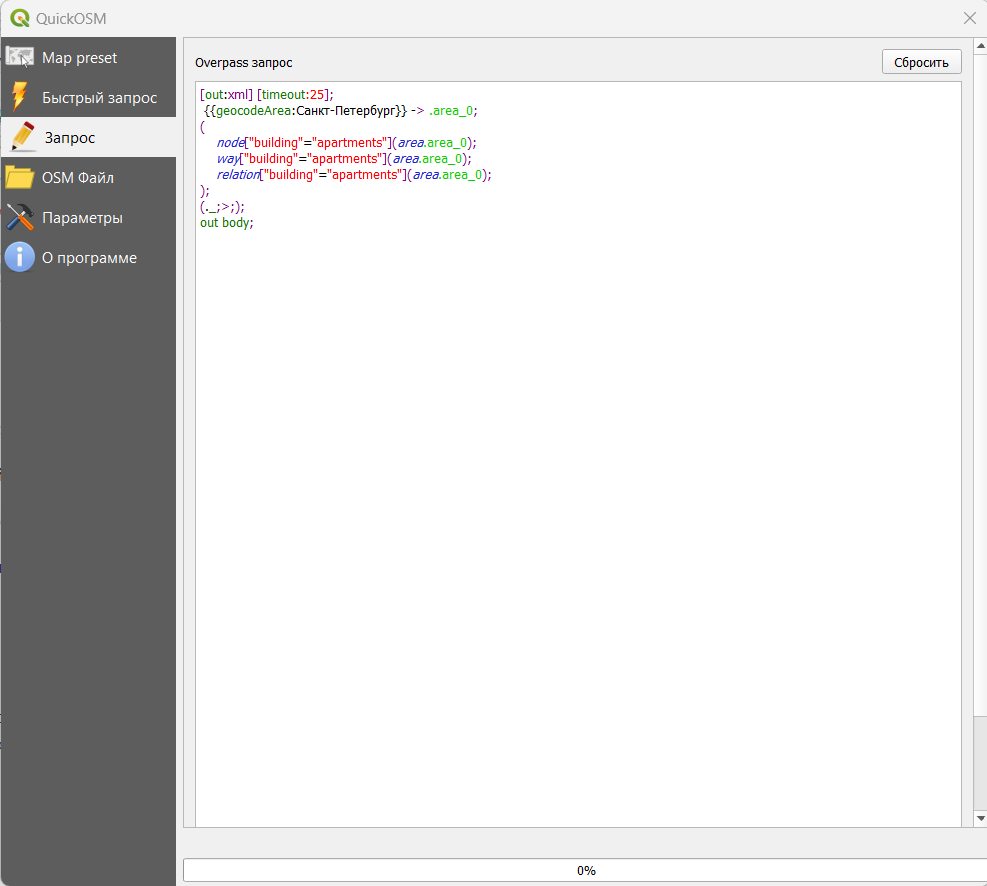 QuickOSM
Map preset
Быстрый запрос
Запрос
OSM Файл
Параметры
О программе
Overpass запрос
Сбросить
[out:xml] [timeout:25];
{{geocodeArea:Санкт-Петербург}} -> .area_0;
(
node["building"="apartments"](area.area_0);
way["building"="apartments"](area.area_0);
relation["building"="apartments"](area.area_0);
);
(._;>;);
out body;
0%